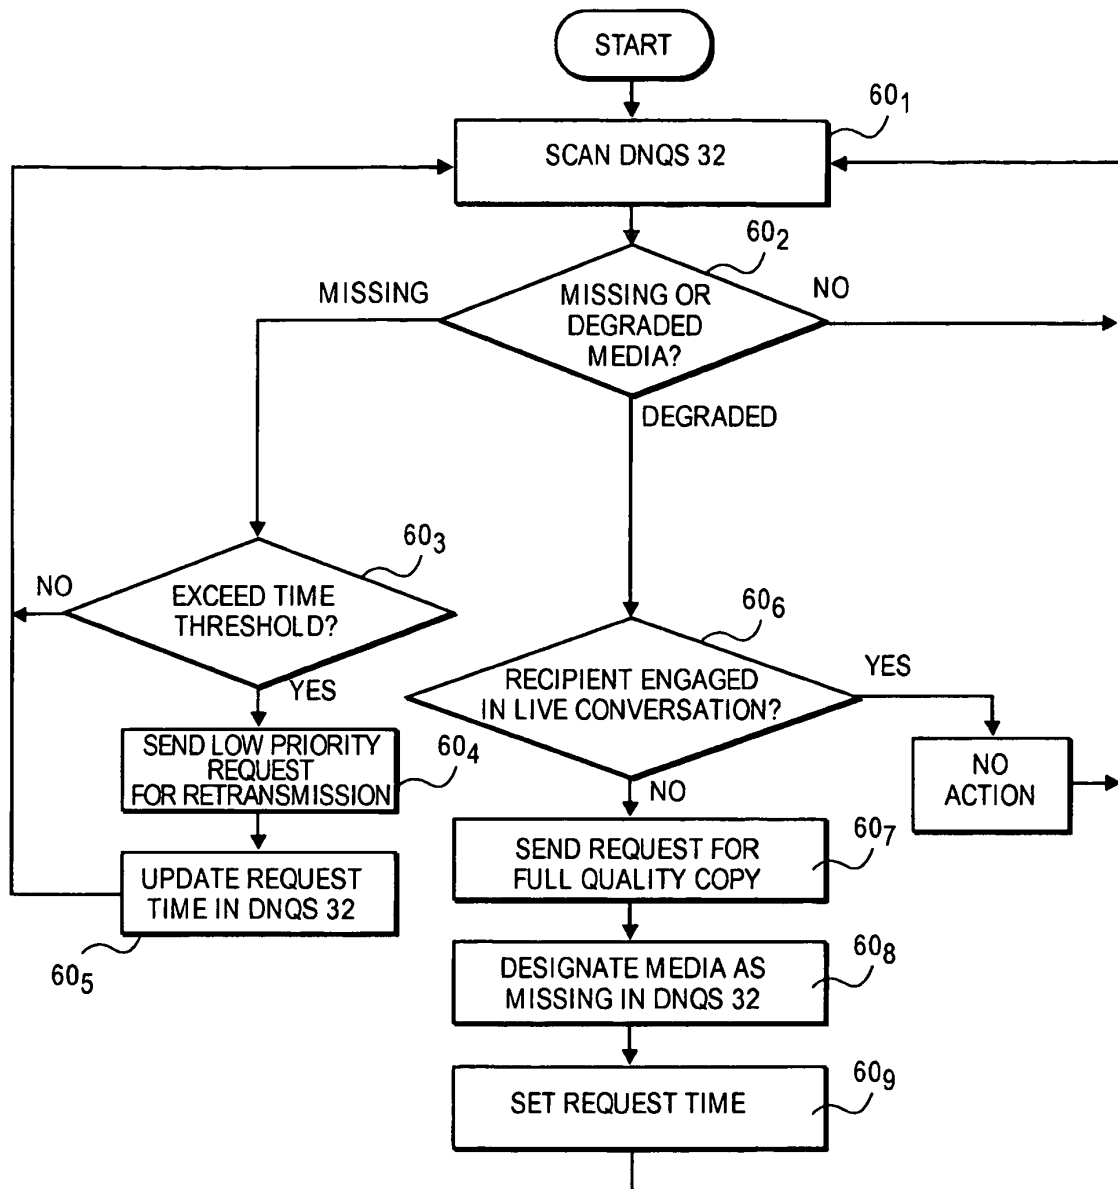 START
60₁
SCAN DNQS 32
60₂
MISSING
MISSING OR
DEGRADED
MEDIA?
NO
DEGRADED
60₃
NO
EXCEED TIME
THRESHOLD?
YES
60₆
RECIPIENT ENGAGED
IN LIVE CONVERSATION?
YES
SEND LOW PRIORITY
REQUEST
FOR RETRANSMISSION
60₄
NO
ACTION
NO
60₇
SEND REQUEST FOR
FULL QUALITY COPY
UPDATE REQUEST
TIME IN DNQS 32
60₅
60₈
DESIGNATE MEDIA AS
MISSING IN DNQS 32
60₉
SET REQUEST TIME